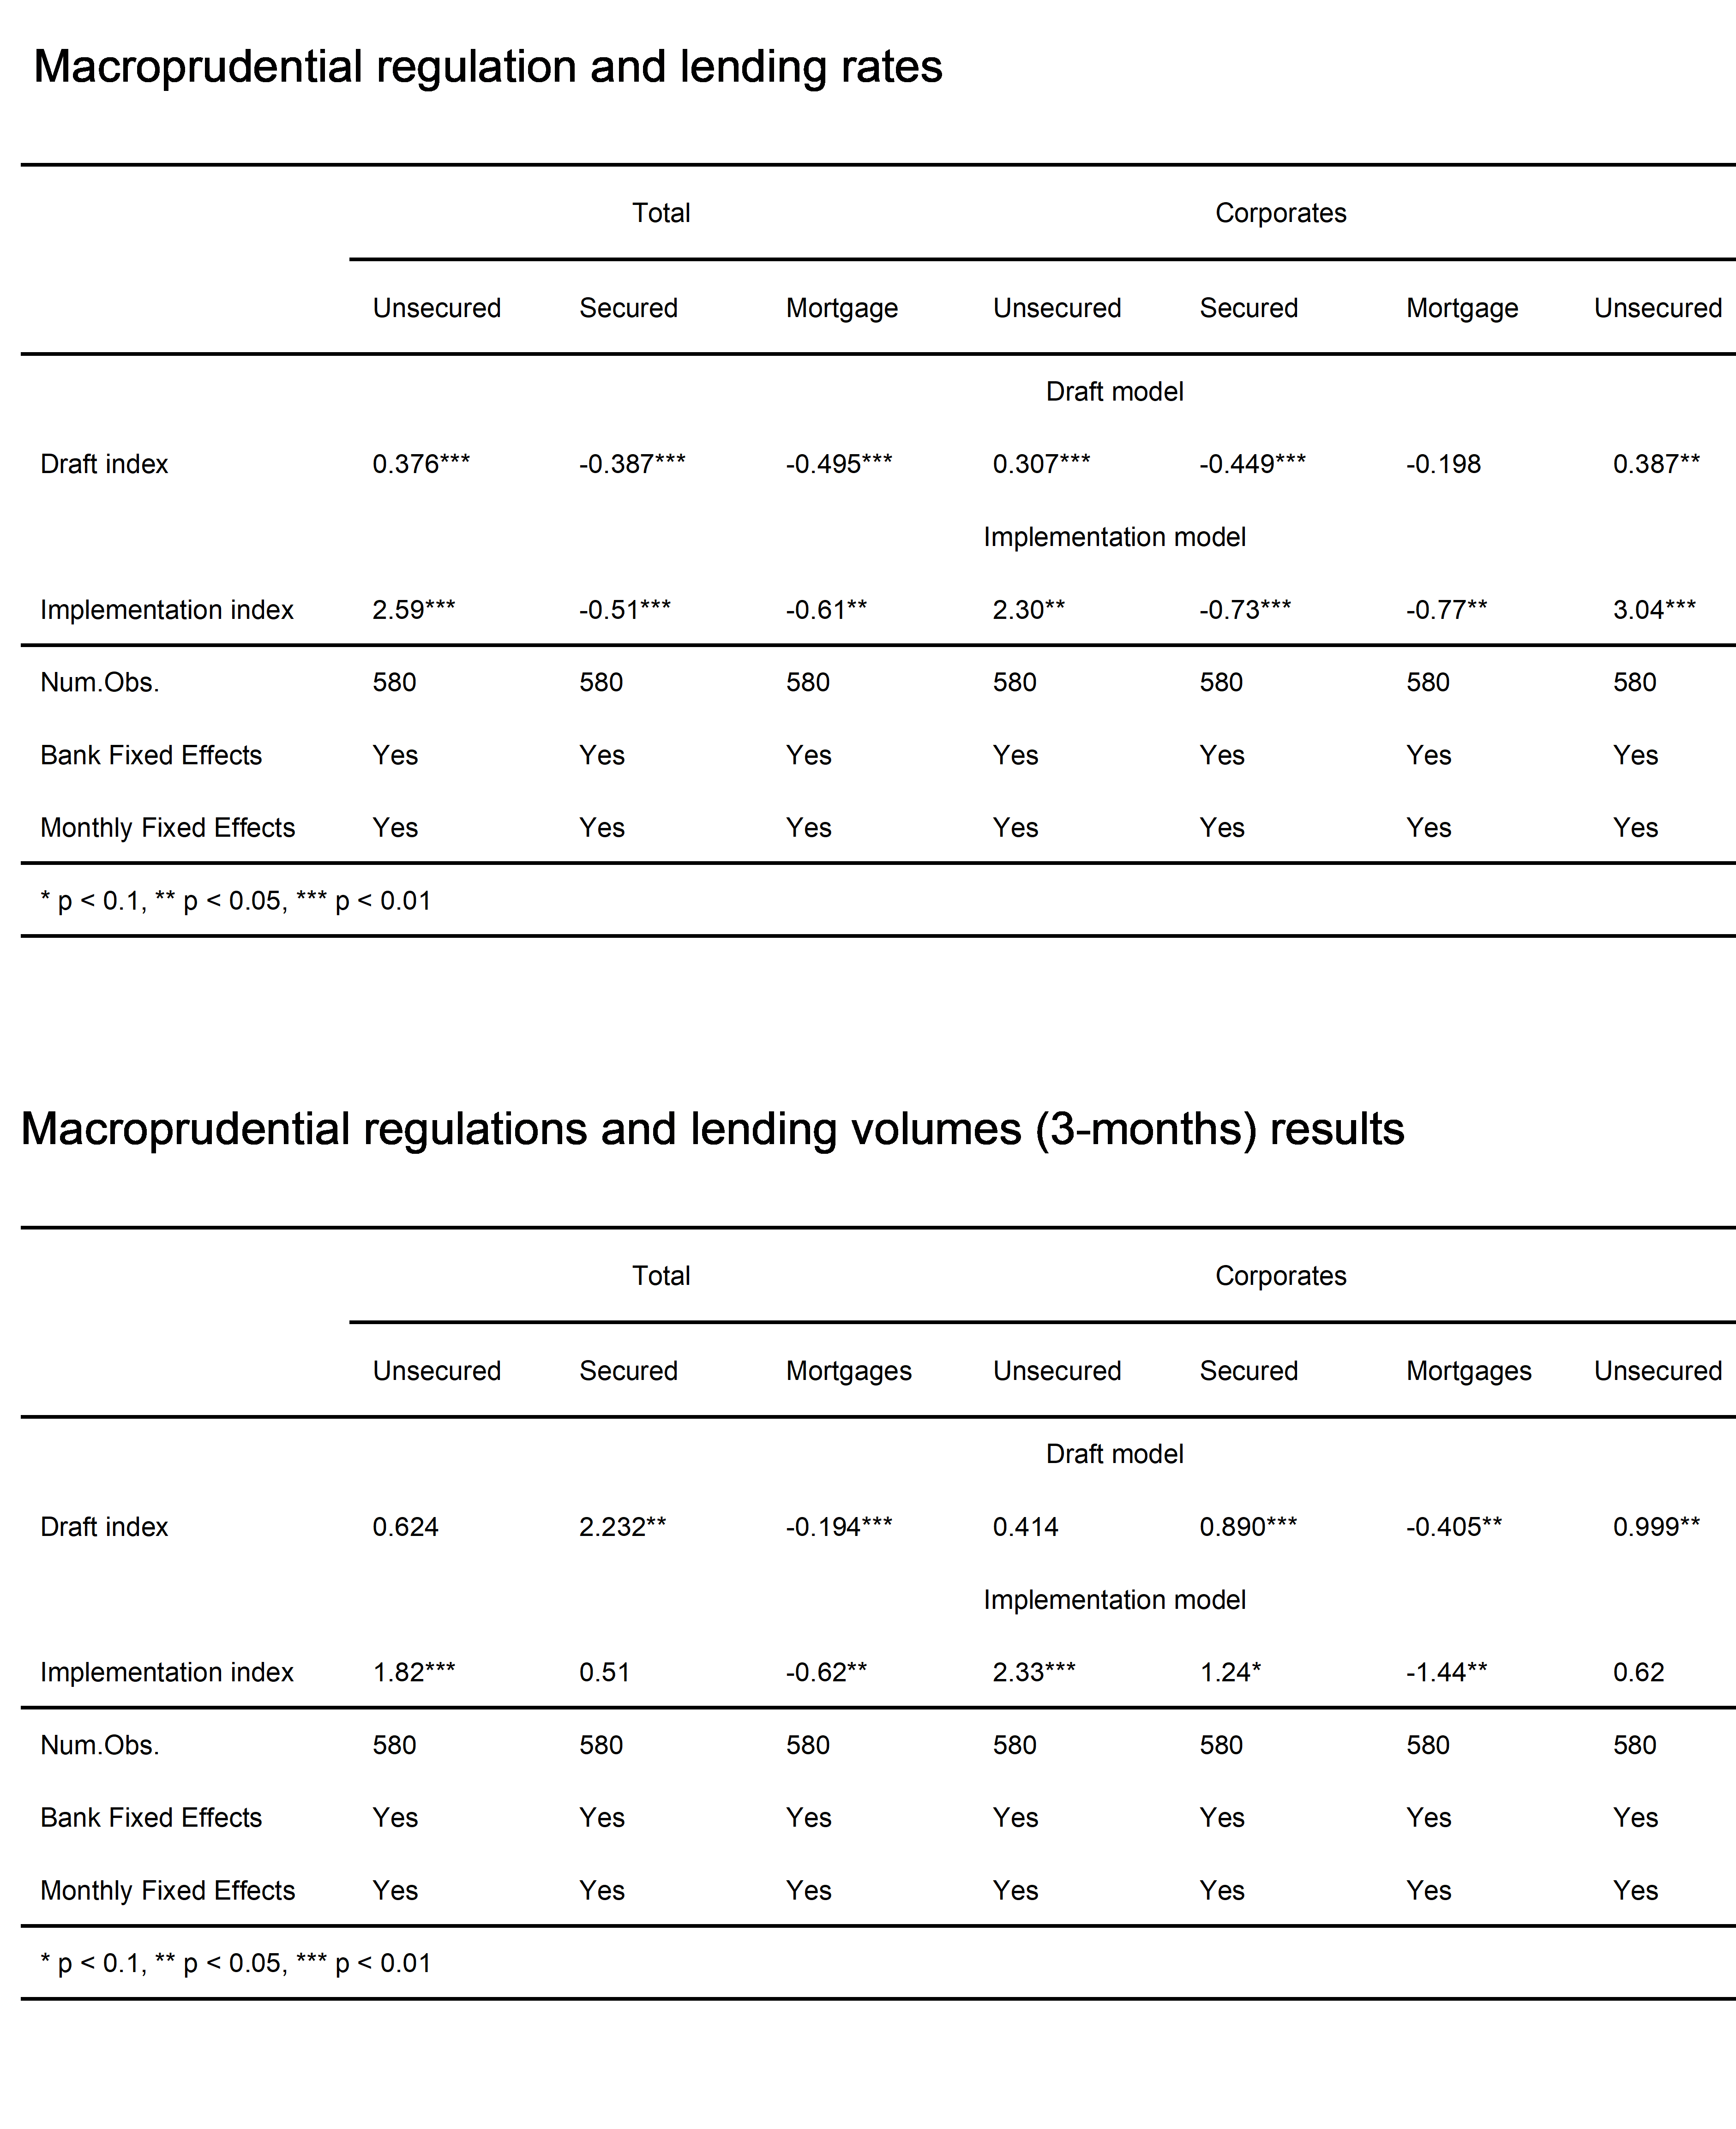 Macroprudential regulation and lending rates
Total Corporates
Unsecured Secured Mortgage Unsecured Secured Mortgage Unsecured
Draft model
Draft index 0.376*** -0.387*** -0.495*** 0.307*** -0.449*** -0.198 0.387**
Implementation model
Implementation index 2.59*** -0.51*** -0.61** 2.30** -0.73*** -0.77** 3.04***
Num.Obs. 580 580 580 580 580 580 580
Bank Fixed Effects Yes Yes Yes Yes Yes Yes Yes
Monthly Fixed Effects Yes Yes Yes Yes Yes Yes Yes
* p < 0.1, ** p < 0.05, *** p < 0.01
Macroprudential regulations and lending volumes (3-months) results
Total Corporates
Unsecured Secured Mortgages Unsecured Secured Mortgages Unsecured
Draft model
Draft index 0.624 2.232** -0.194*** 0.414 0.890*** -0.405** 0.999**
Implementation model
Implementation index 1.82*** 0.51 -0.62** 2.33*** 1.24* -1.44** 0.62
Num.Obs. 580 580 580 580 580 580 580
Bank Fixed Effects Yes Yes Yes Yes Yes Yes Yes
Monthly Fixed Effects Yes Yes Yes Yes Yes Yes Yes
* p < 0.1, ** p < 0.05, *** p < 0.01